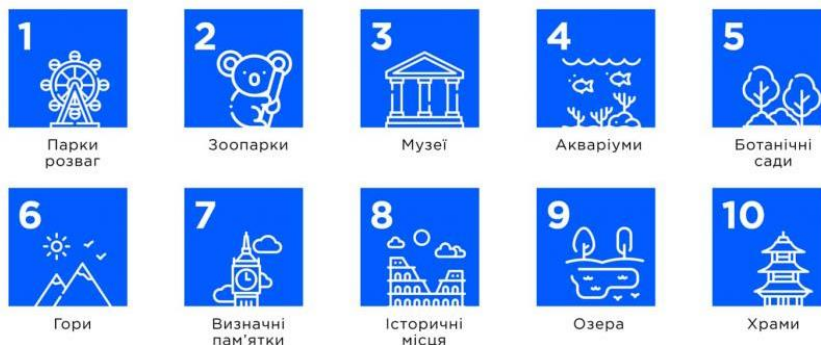 1
Парки
розваг
2
Зоопарки
3
Музеї
4
Акваріуми
5
Ботанічні
сади
6
Гори
7
Визначні
пам'ятки
8
Історичні
місця
9
Озера
10
Храми